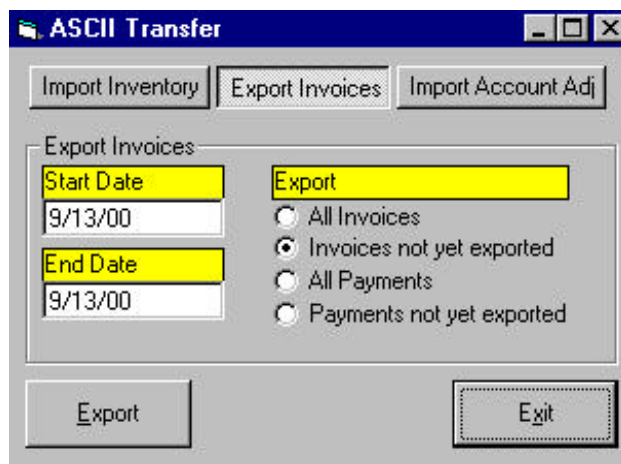 ASCII Transfer
Import Inventory Export Invoices Import Account Adj
Export Invoices
Start Date
9/13/00
End Date
9/13/00
Export
All Invoices
Invoices not yet exported
All Payments
Payments not yet exported
Export Exit